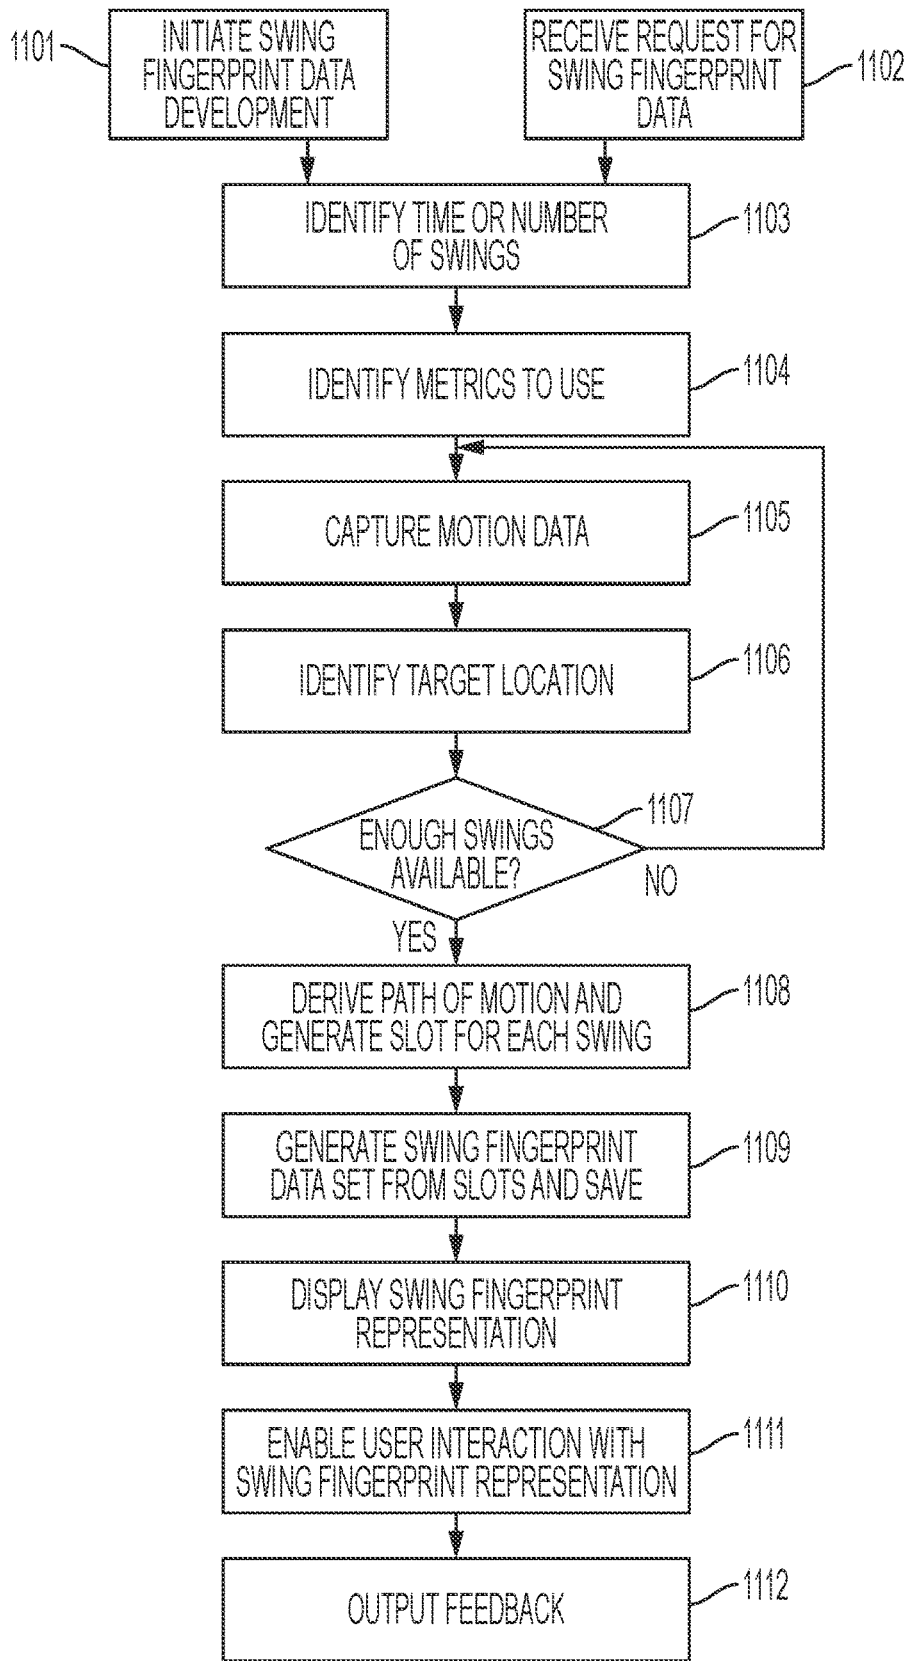 1101
INITIATE SWING
FINGERPRINT DATA
DEVELOPMENT
RECEIVE REQUEST FOR
SWING FINGERPRINT
DATA
1102
IDENTIFY TIME OR NUMBER
OF SWINGS
1103
IDENTIFY METRICS TO USE
1104
CAPTURE MOTION DATA
1105
IDENTIFY TARGET LOCATION
1106
ENOUGH SWINGS
AVAILABLE?
1107
NO
YES
DERIVE PATH OF MOTION AND
GENERATE SLOT FOR EACH SWING
1108
GENERATE SWING FINGERPRINT
DATA SET FROM SLOTS AND SAVE
1109
DISPLAY SWING FINGERPRINT
REPRESENTATION
1110
ENABLE USER INTERACTION WITH
SWING FINGERPRINT REPRESENTATION
1111
OUTPUT FEEDBACK
1112